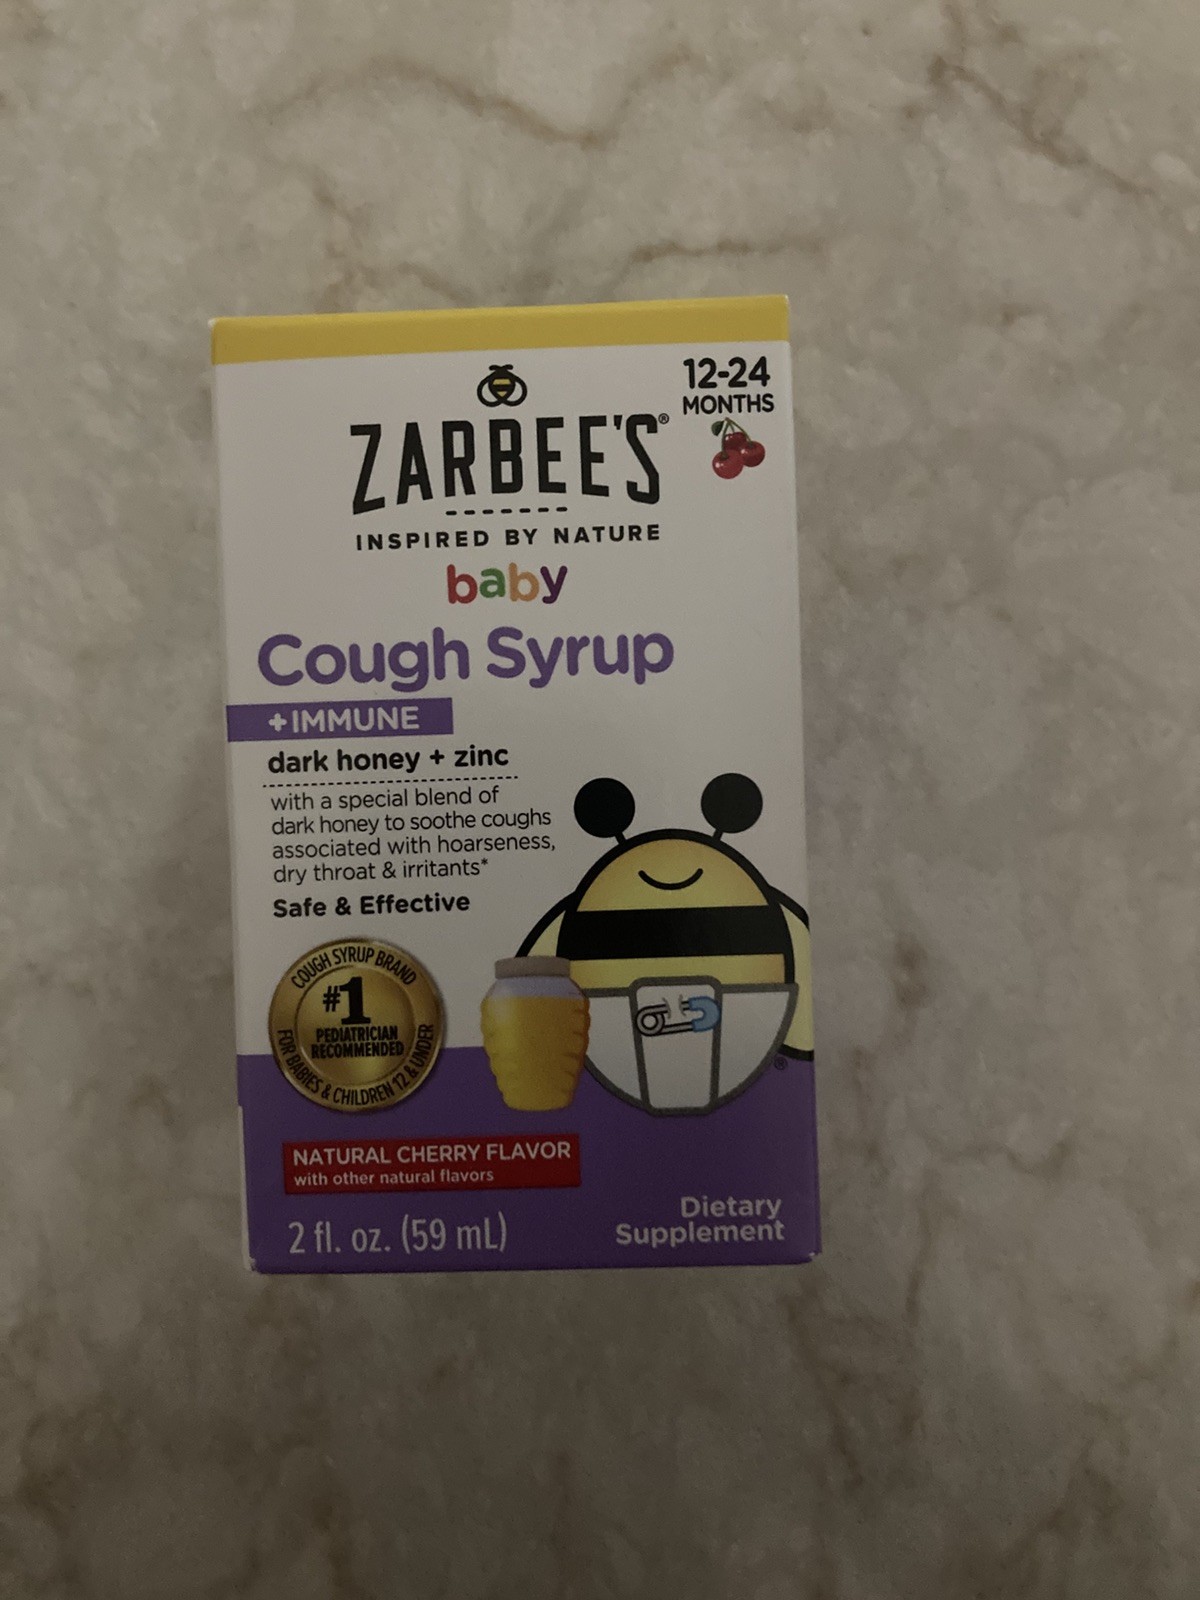 12-24
MONTHS
ZARBEE'S®
INSPIRED BY NATURE
baby
Cough Syrup
+IMMUNE
dark honey + zinc
with a special blend of
dark honey to soothe coughs
associated with hoarseness,
dry throat & irritants*
Safe & Effective
COUGH SYRUP BRAND
#1
PEDIATRICIAN
RECOMMENDED
FOR BABIES & CHILDREN 12 & UNDER
®
NATURAL CHERRY FLAVOR
with other natural flavors
2 fl. oz. (59 mL)
Dietary
Supplement